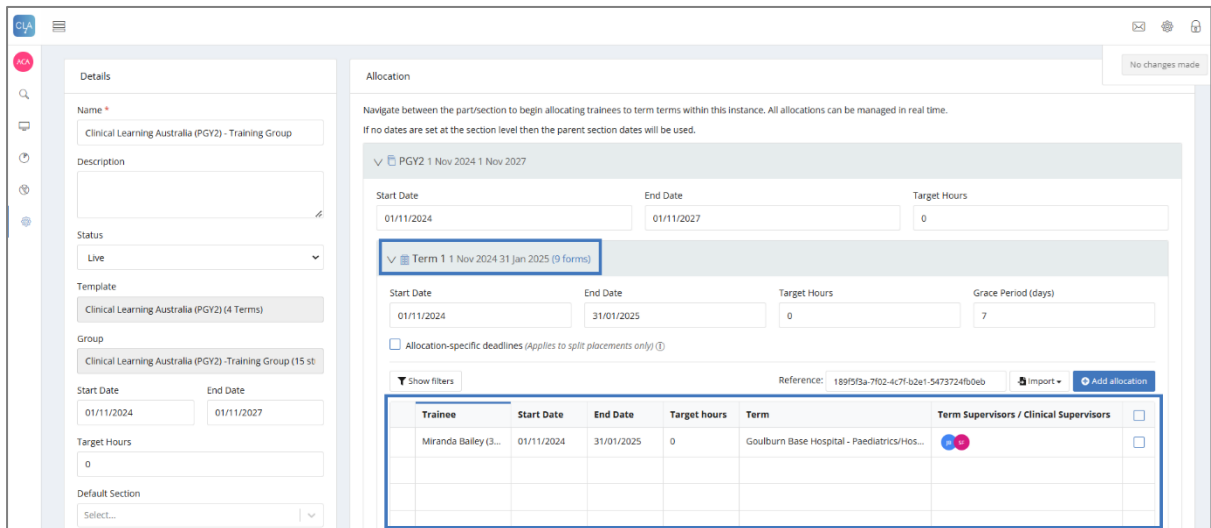 CLA
ACA
No changes made
Details
Name *
Clinical Learning Australia (PGY2) - Training Group
Description
Status
Live
Template
Clinical Learning Australia (PGY2) (4 Terms)
Group
Clinical Learning Australia (PGY2) -Training Group (15 st
Start Date End Date
01/11/2024 01/11/2027
Target Hours
0
Default Section
Select...
Allocation
Navigate between the part/section to begin allocating trainees to term terms within this instance. All allocations can be managed in real time.
If no dates are set at the section level then the parent section dates will be used.
PGY2 1 Nov 2024 1 Nov 2027
Start Date End Date Target Hours
01/11/2024 01/11/2027 0
Term 1 1 Nov 2024 31 Jan 2025 (9 forms)
Start Date End Date Target Hours Grace Period (days)
01/11/2024 31/01/2025 0 7
Allocation-specific deadlines (Applies to split placements only)
Show filters Reference: 189f5f3a-7f02-4c7f-b2e1-5473724fb0eb Import Add allocation
Trainee Start Date End Date Target hours Term Term Supervisors / Clinical Supervisors
Miranda Bailey (3... 01/11/2024 31/01/2025 0 Goulburn Base Hospital - Paediatrics/Hos...